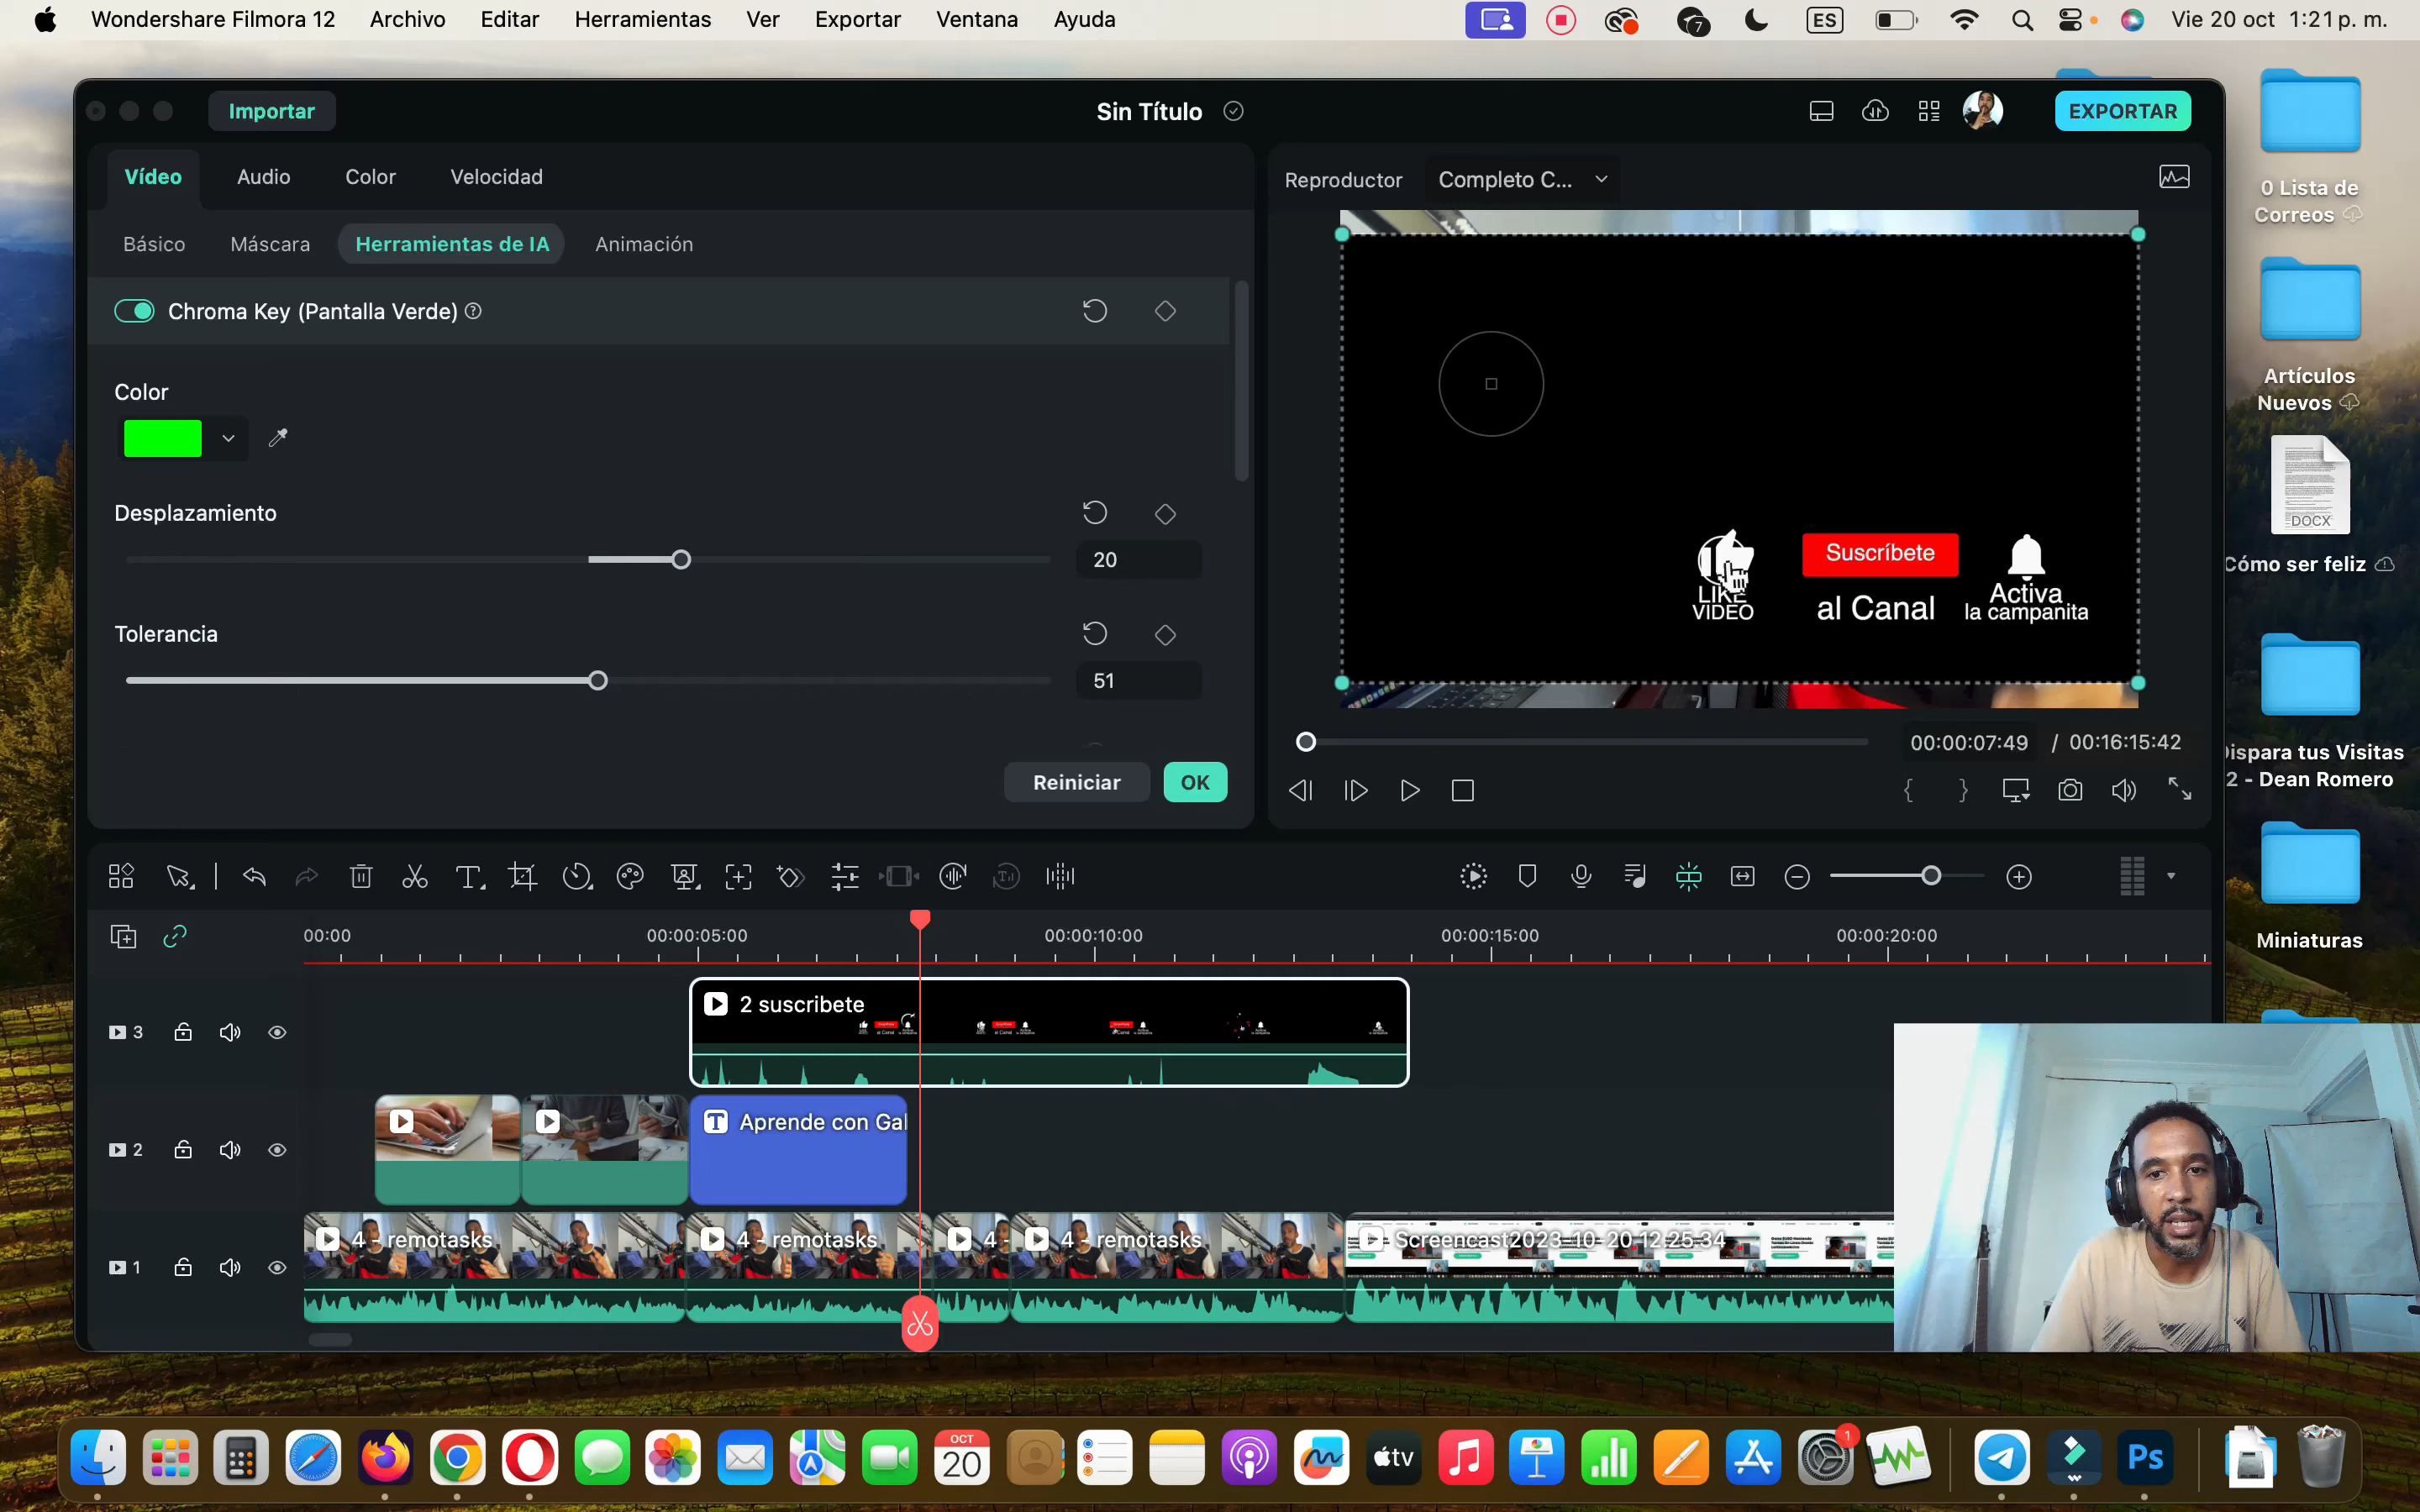 Wondershare Filmora 12 Archivo Editar Herramientas Ver Exportar Ventana Ayuda
7 ES Vie 20 oct 1:21 p. m.
Importar Sin Título EXPORTAR
Vídeo Audio Color Velocidad
Básico Máscara Herramientas de IA Animación
Chroma Key (Pantalla Verde)
Color
Desplazamiento
20
Tolerancia
51
Reiniciar OK
Reproductor Completo C...
LIKE
VIDEO
Suscríbete
al Canal
Activa
la campanita
00:00:07:49 / 00:16:15:42
0 Lista de
Correos
Artículos
Nuevos
DOCX
Cómo ser feliz
ispara tus Visitas
2 - Dean Romero
Miniaturas
00:00 00:00:05:00 00:00:10:00 00:00:15:00 00:00:20:00
3
2 suscribete
2
Aprende con Gal
1
4 - remotasks 4 - remotasks 4 - 4 - remotasks Screencast2023-10-20 12-25-34
OCT
20
tv
1
Ps